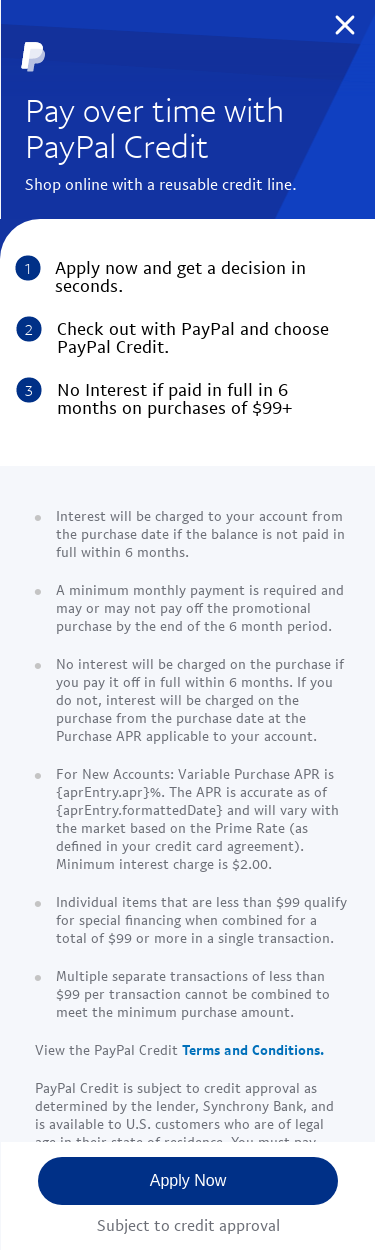 Pay over time with
PayPal Credit
Shop online with a reusable credit line.
1 Apply now and get a decision in
seconds.
2 Check out with PayPal and choose
PayPal Credit.
3 No Interest if paid in full in 6
months on purchases of $99+
Interest will be charged to your account from
the purchase date if the balance is not paid in
full within 6 months.
A minimum monthly payment is required and
may or may not pay off the promotional
purchase by the end of the 6 month period.
No interest will be charged on the purchase if
you pay it off in full within 6 months. If you
do not, interest will be charged on the
purchase from the purchase date at the
Purchase APR applicable to your account.
For New Accounts: Variable Purchase APR is
{aprEntry.apr}%. The APR is accurate as of
{aprEntry.formattedDate} and will vary with
the market based on the Prime Rate (as
defined in your credit card agreement).
Minimum interest charge is $2.00.
Individual items that are less than $99 qualify
for special financing when combined for a
total of $99 or more in a single transaction.
Multiple separate transactions of less than
$99 per transaction cannot be combined to
meet the minimum purchase amount.
View the PayPal Credit Terms and Conditions.
PayPal Credit is subject to credit approval as
determined by the lender, Synchrony Bank, and
is available to U.S. customers who are of legal
age in their state of residence. You must pay
Apply Now
Subject to credit approval